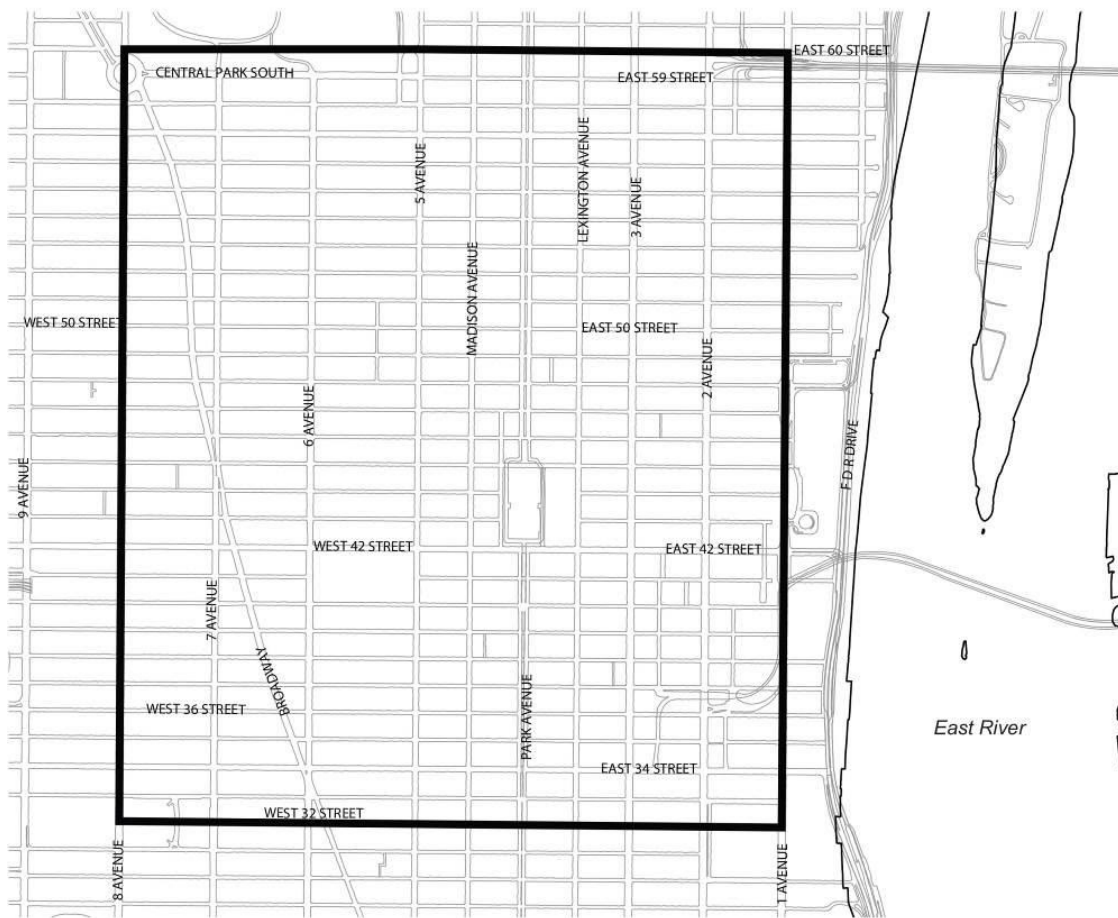 EAST 60 STREET
CENTRAL PARK SOUTH
EAST 59 STREET
5 AVENUE
LEXINGTON AVENUE
3 AVENUE
MADISON AVENUE
WEST 50 STREET
EAST 50 STREET
2 AVENUE
6 AVENUE
F D R DRIVE
9 AVENUE
WEST 42 STREET
EAST 42 STREET
7 AVENUE
BROADWAY
PARK AVENUE
WEST 36 STREET
East River
EAST 34 STREET
WEST 32 STREET
8 AVENUE
1 AVENUE